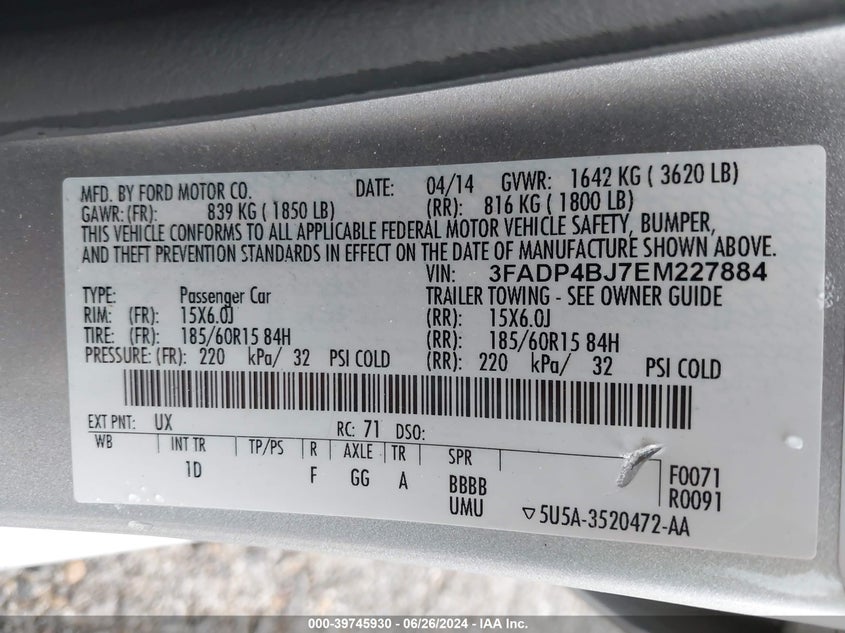 MFD. BY FORD MOTOR CO. DATE: 04/14 GVWR: 1642 KG ( 3620 LB)
GAWR: (FR): 839 KG ( 1850 LB) (RR): 816 KG ( 1800 LB)
THIS VEHICLE CONFORMS TO ALL APPLICABLE FEDERAL MOTOR VEHICLE SAFETY, BUMPER,
AND THEFT PREVENTION STANDARDS IN EFFECT ON THE DATE OF MANUFACTURE SHOWN ABOVE.
VIN: 3FADP4BJ7EM227884
TYPE: Passenger Car TRAILER TOWING - SEE OWNER GUIDE
RIM: (FR): 15X6.0J (RR): 15X6.0J
TIRE: (FR): 185/60R15 84H (RR): 185/60R15 84H
PRESSURE: (FR): 220 kPa/ 32 PSI COLD (RR): 220 kPa/ 32 PSI COLD
EXT PNT: UX RC: 71 DSO:
WB INT TR TP/PS R AXLE TR SPR
1D F GG A BBBB F0071
UMU R0091
▽5U5A-3520472-AA
000-39745930 - 06/26/2024 - IAA Inc.